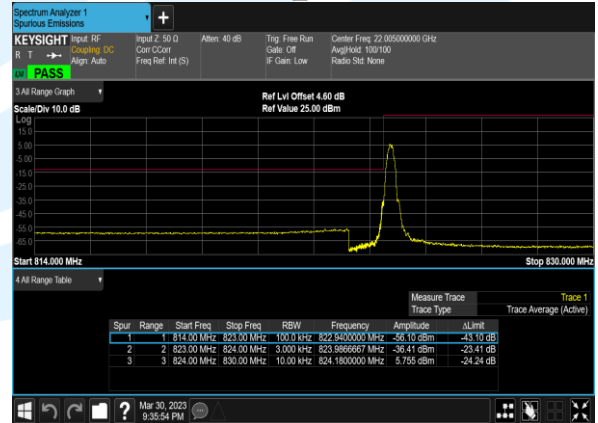 Spectrum Analyzer 1
Spurious Emissions
KEYSIGHT Input: RF Input Z: 50 Ω Atten: 40 dB Trig: Free Run Center Freq: 22.005000000 GHz
R T Coupling: DC Corr CCorr Gate: Off Avg|Hold: 100/100
Align: Auto Freq Ref: Int (S) IF Gain: Low Radio Std: None
PASS
3 All Range Graph
Ref Lvl Offset 4.60 dB
Scale/Div 10.0 dB Ref Value 25.00 dBm
Log
15.0
5.00
-5.00
-15.0
-25.0
-35.0
-45.0
-55.0
-65.0
Start 814.000 MHz Stop 830.000 MHz
4 All Range Table
Measure Trace Trace 1
Trace Type Trace Average (Active)
Spur Range Start Freq Stop Freq RBW Frequency Amplitude ΔLimit
1 1 814.00 MHz 823.00 MHz 100.0 kHz 822.9400000 MHz -56.10 dBm -43.10 dB
2 2 823.00 MHz 824.00 MHz 3.000 kHz 823.9866667 MHz -36.41 dBm -23.41 dB
3 3 824.00 MHz 830.00 MHz 10.00 kHz 824.1800000 MHz 5.755 dBm -24.24 dB
? Mar 30, 2023
9:35:54 PM